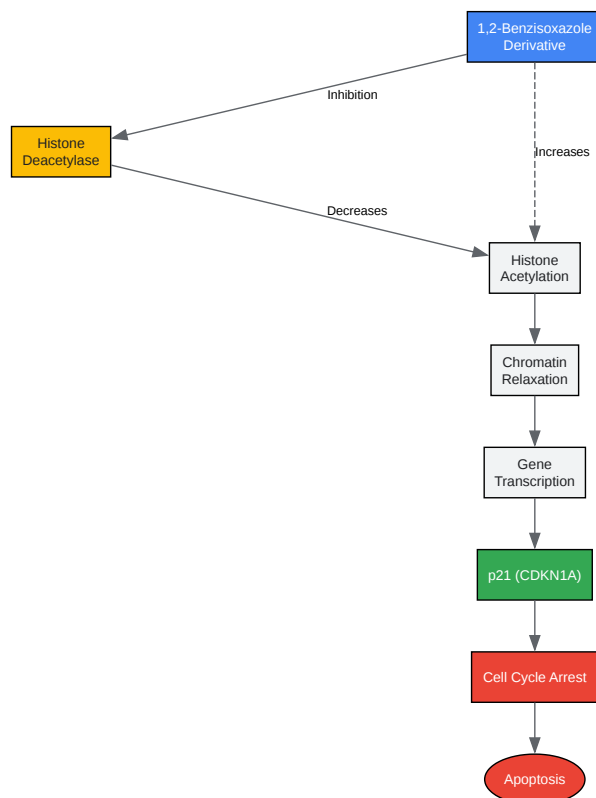 1,2-Benzisoxazole
Derivative
Inhibition
Histone
Deacetylase
Increases
Decreases
Histone
Acetylation
Chromatin
Relaxation
Gene
Transcription
p21 (CDKN1A)
Cell Cycle Arrest
Apoptosis